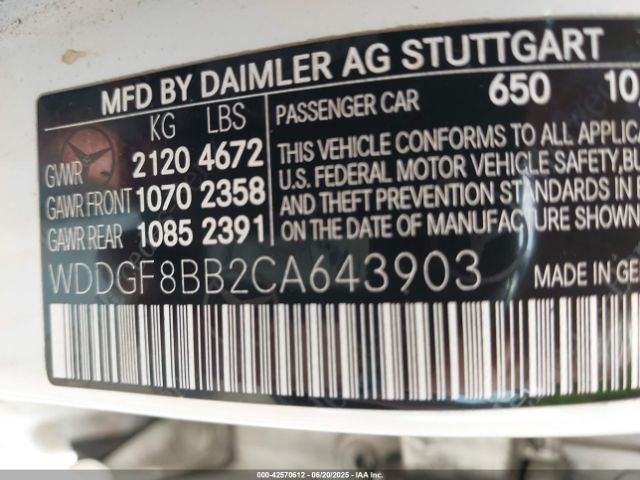 MFD BY DAIMLER AG STUTTGART
KG LBS
GVWR 2120 4672
GAWR FRONT 1070 2358
GAWR REAR 1085 2391
PASSENGER CAR 650 10
THIS VEHICLE CONFORMS TO ALL
U.S. FEDERAL MOTOR VEHICLE SAFETY,
AND THEFT PREVENTION STANDARDS IN
ON THE DATE OF MANUFACTURE SHOWN
WDDGF8BB2CA643903
MADE IN GE
000-42570612 - 06/20/2025 - IAA Inc.